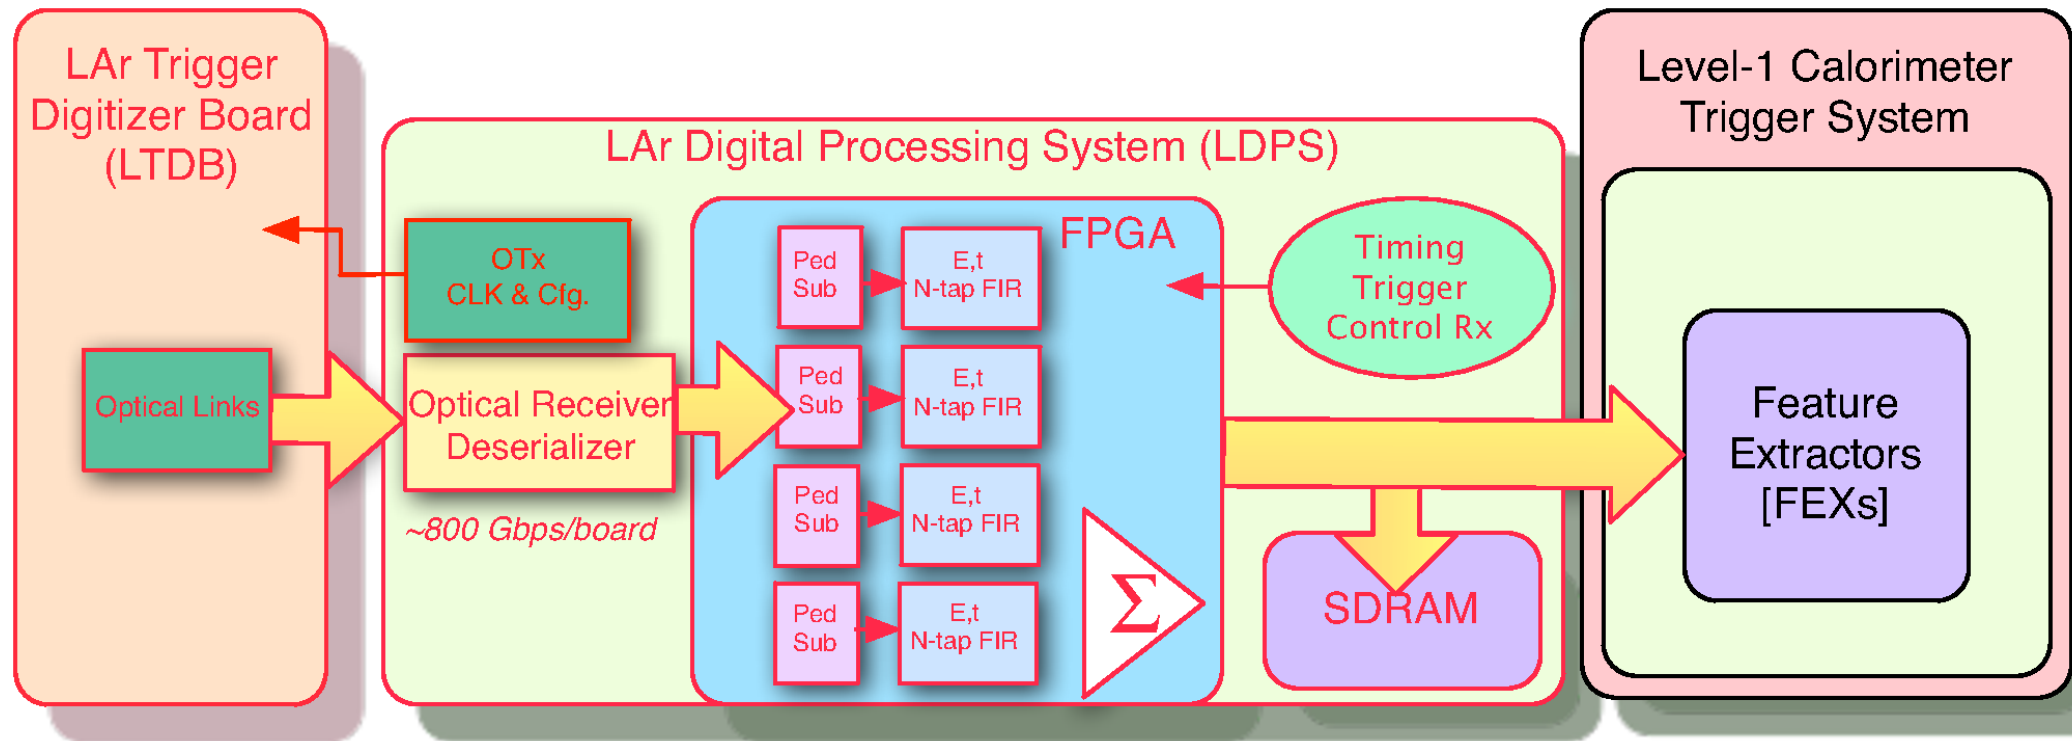 LAr Trigger
Digitizer Board
(LTDB)
Optical Links
LAr Digital Processing System (LDPS)
OTx
CLK & Cfg.
Optical Receiver
Deserializer
~800 Gbps/board
FPGA
Ped
Sub
E,t
N-tap FIR
Ped
Sub
E,t
N-tap FIR
Ped
Sub
E,t
N-tap FIR
Ped
Sub
E,t
N-tap FIR
Σ
Timing
Trigger
Control Rx
SDRAM
Level-1 Calorimeter
Trigger System
Feature
Extractors
[FEXs]